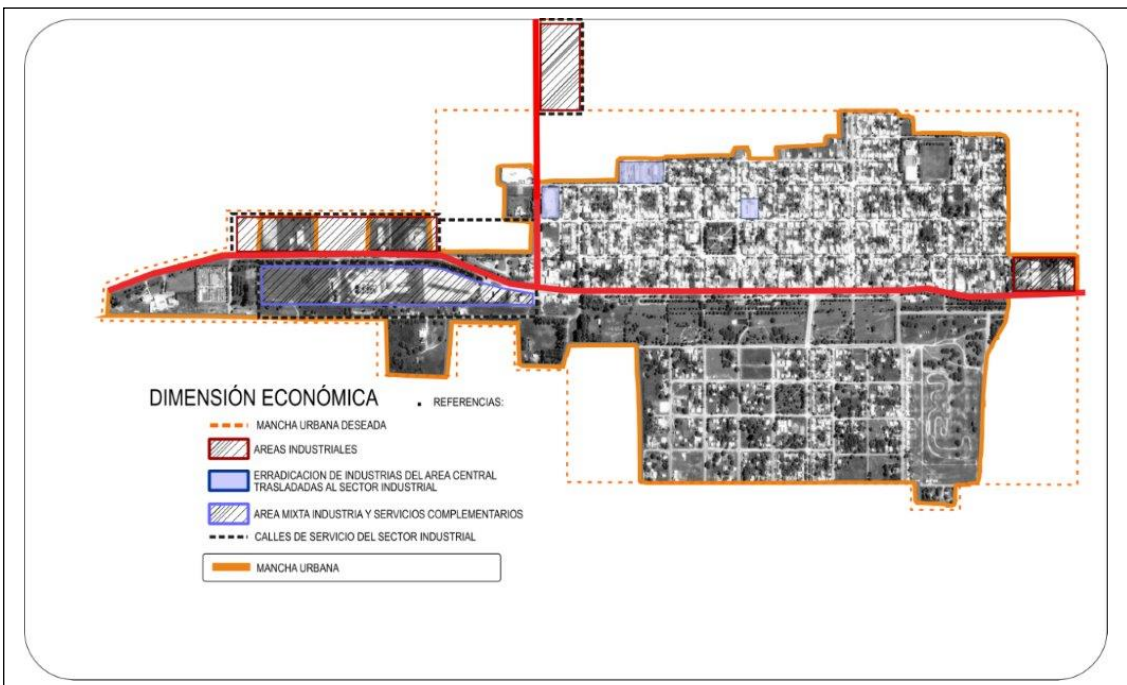 DIMENSIÓN ECONÓMICA
• REFERENCIAS:
MANCHA URBANA DESEADA
AREAS INDUSTRIALES
ERRADICACION DE INDUSTRIAS DEL AREA CENTRAL
TRASLADADAS AL SECTOR INDUSTRIAL
AREA MIXTA INDUSTRIA Y SERVICIOS COMPLEMENTARIOS
CALLES DE SERVICIO DEL SECTOR INDUSTRIAL
MANCHA URBANA